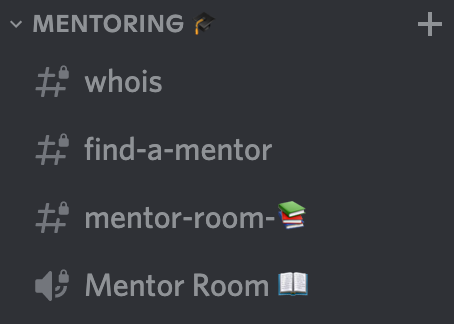 MENTORING 🎓
whois
find-a-mentor
mentor-room-📚
Mentor Room 📖